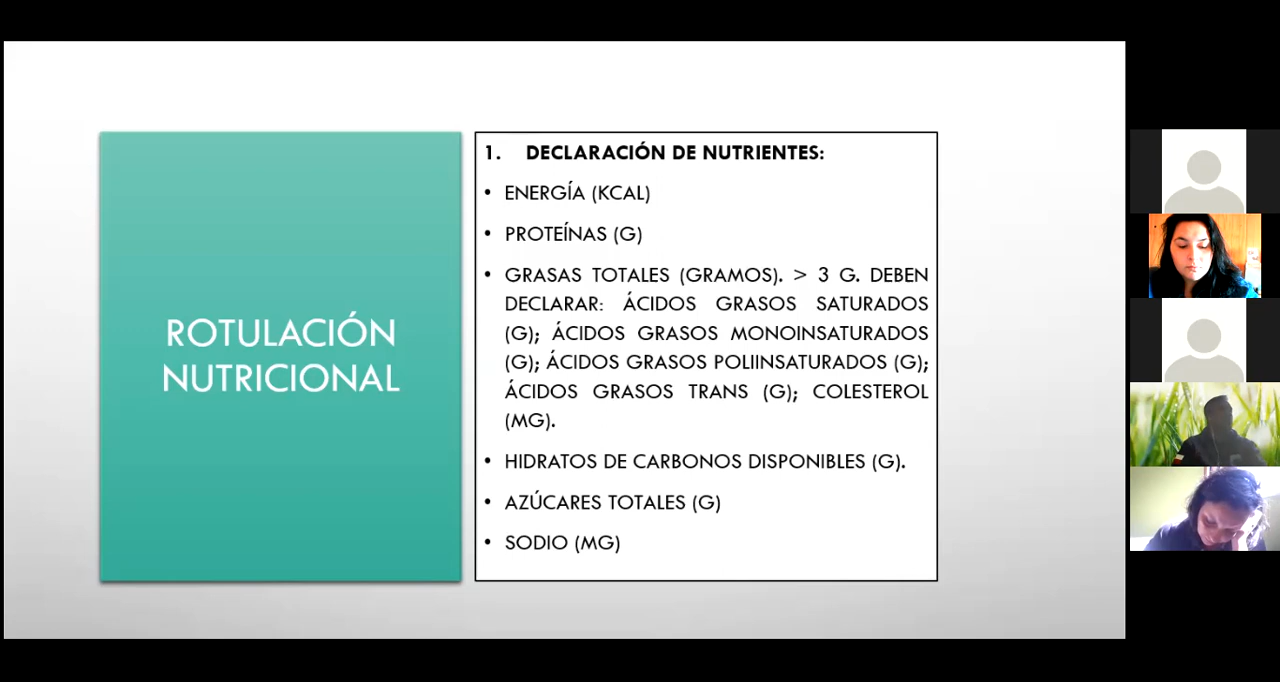 ROTULACIÓN
NUTRICIONAL
1. DECLARACIÓN DE NUTRIENTES:
• ENERGÍA (KCAL)
• PROTEÍNAS (G)
• GRASAS TOTALES (GRAMOS). > 3 G. DEBEN
DECLARAR: ÁCIDOS GRASOS SATURADOS
(G); ÁCIDOS GRASOS MONOINSATURADOS
(G); ÁCIDOS GRASOS POLIINSATURADOS (G);
ÁCIDOS GRASOS TRANS (G); COLESTEROL
(MG).
• HIDRATOS DE CARBONOS DISPONIBLES (G).
• AZÚCARES TOTALES (G)
• SODIO (MG)